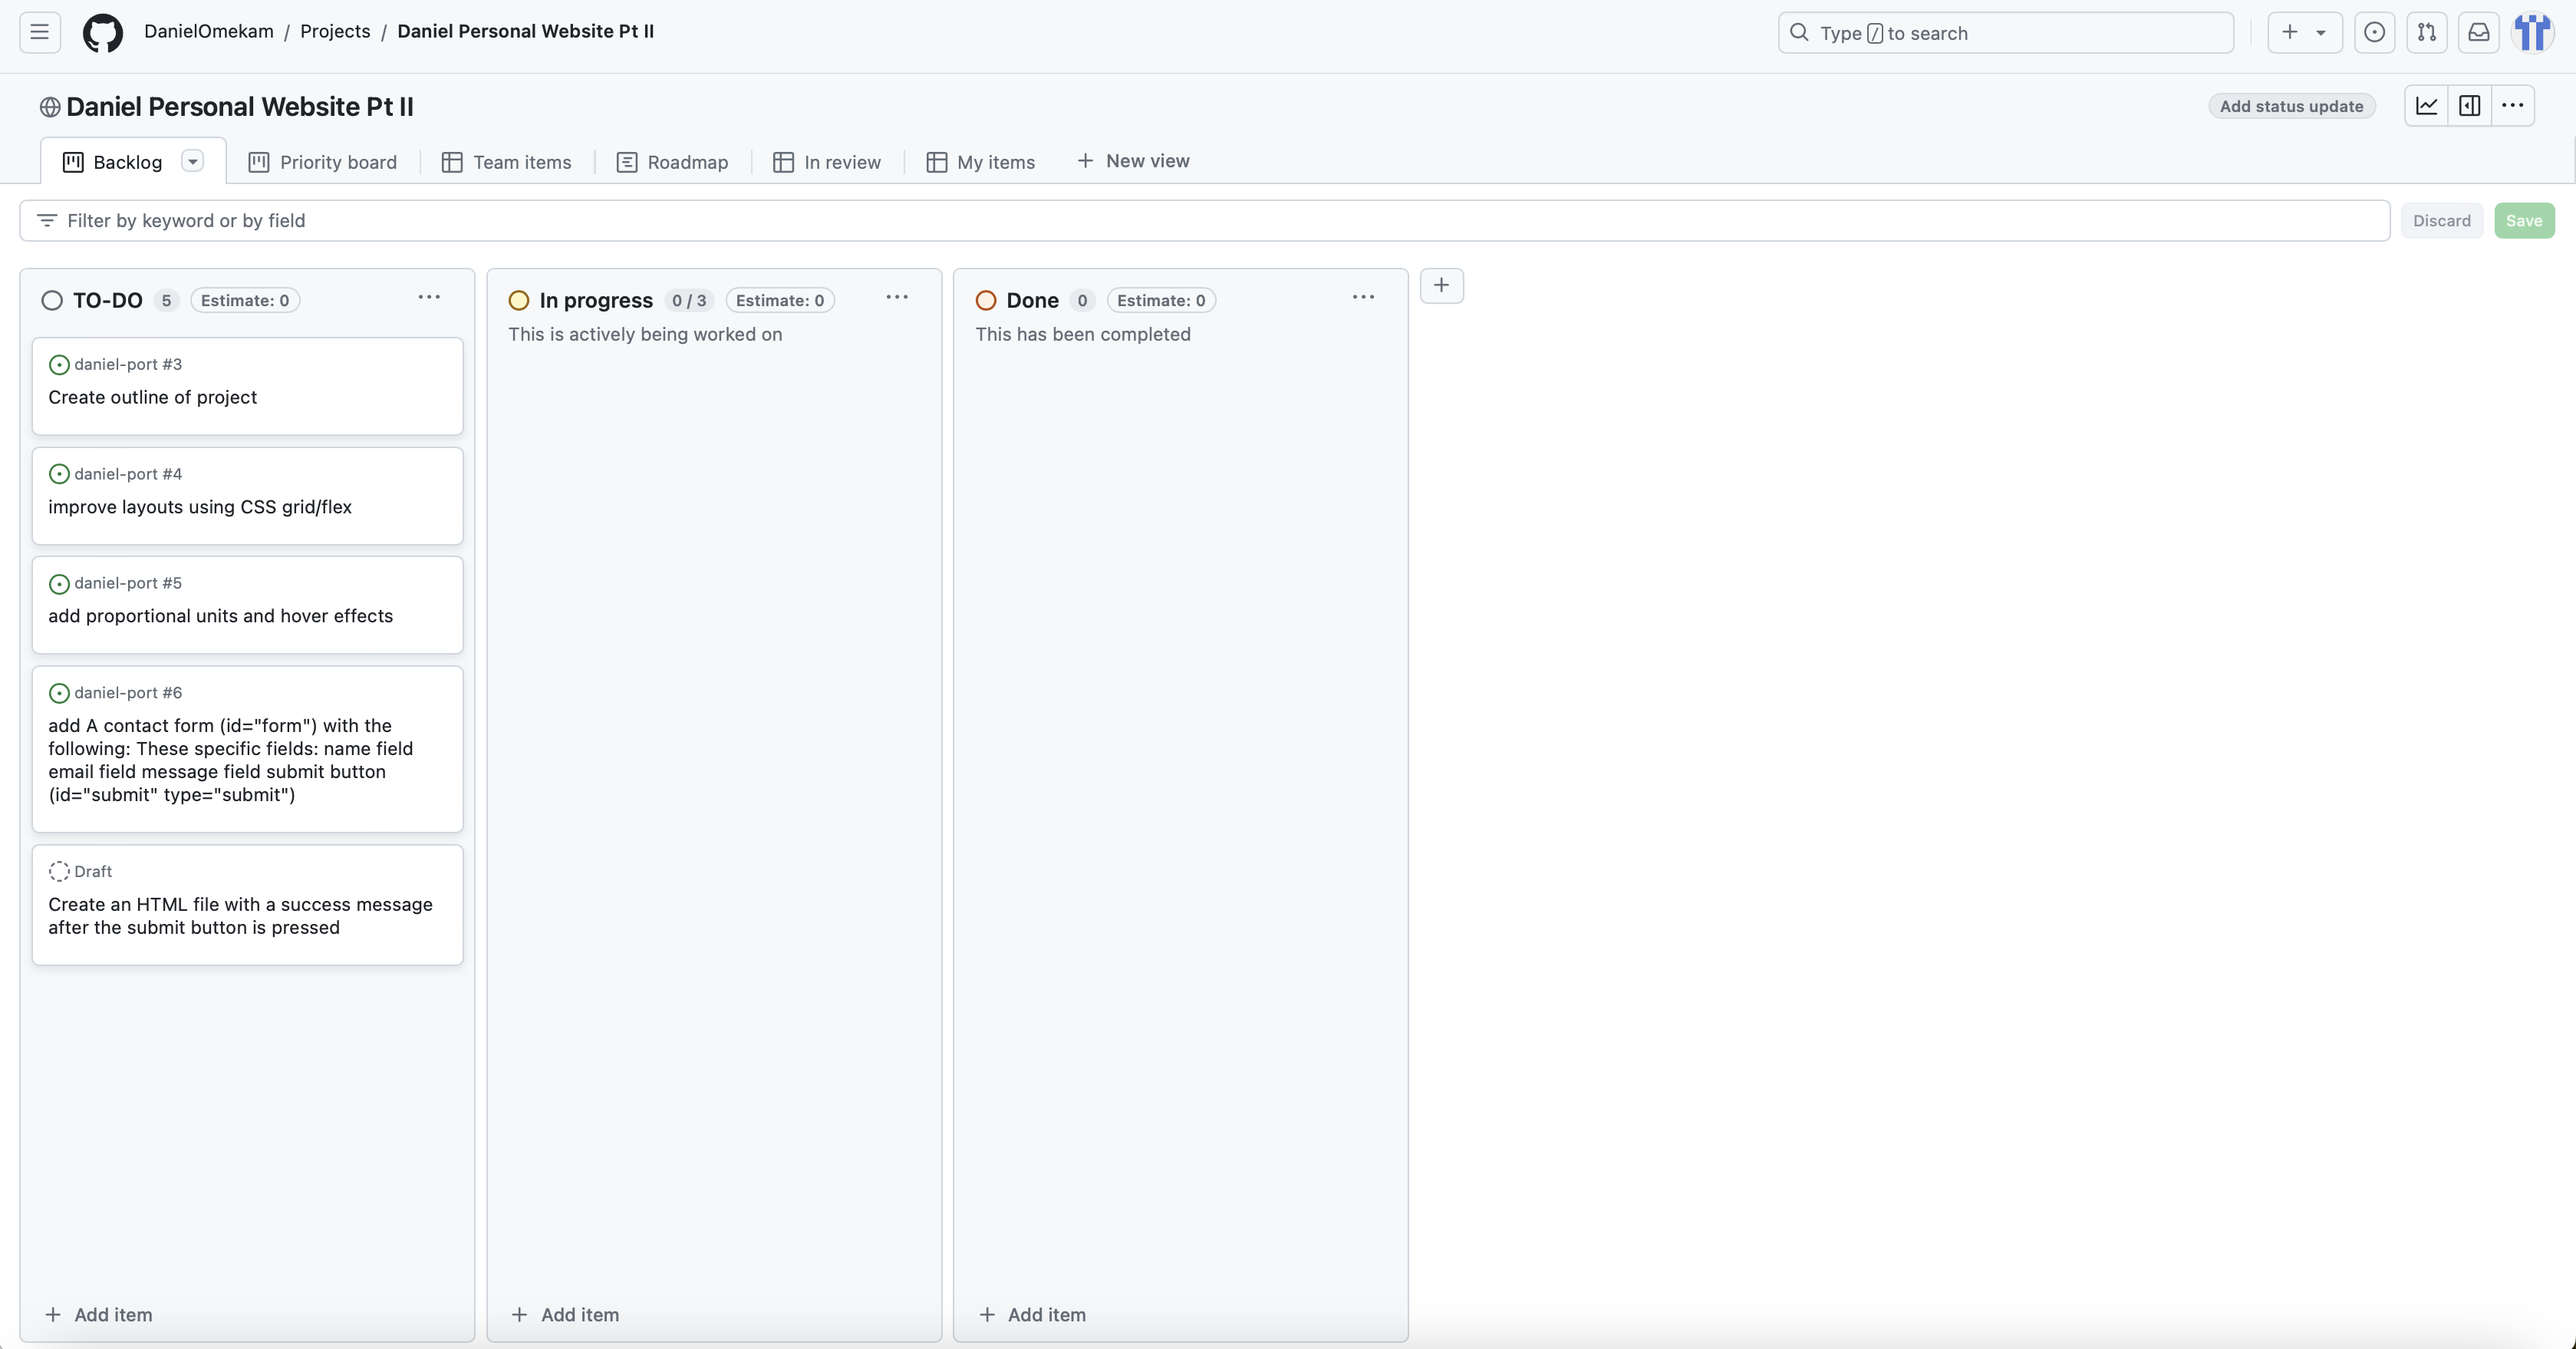 DanielOmekam / Projects / Daniel Personal Website Pt II
Type / to search
Daniel Personal Website Pt II
Add status update
Backlog
Priority board
Team items
Roadmap
In review
My items
New view
Filter by keyword or by field
Discard
Save
TO-DO 5 Estimate: 0
daniel-port #3
Create outline of project
daniel-port #4
improve layouts using CSS grid/flex
daniel-port #5
add proportional units and hover effects
daniel-port #6
add A contact form (id="form") with the
following: These specific fields: name field
email field message field submit button
(id="submit" type="submit")
Draft
Create an HTML file with a success message
after the submit button is pressed
Add item
In progress 0 / 3 Estimate: 0
This is actively being worked on
Add item
Done 0 Estimate: 0
This has been completed
Add item